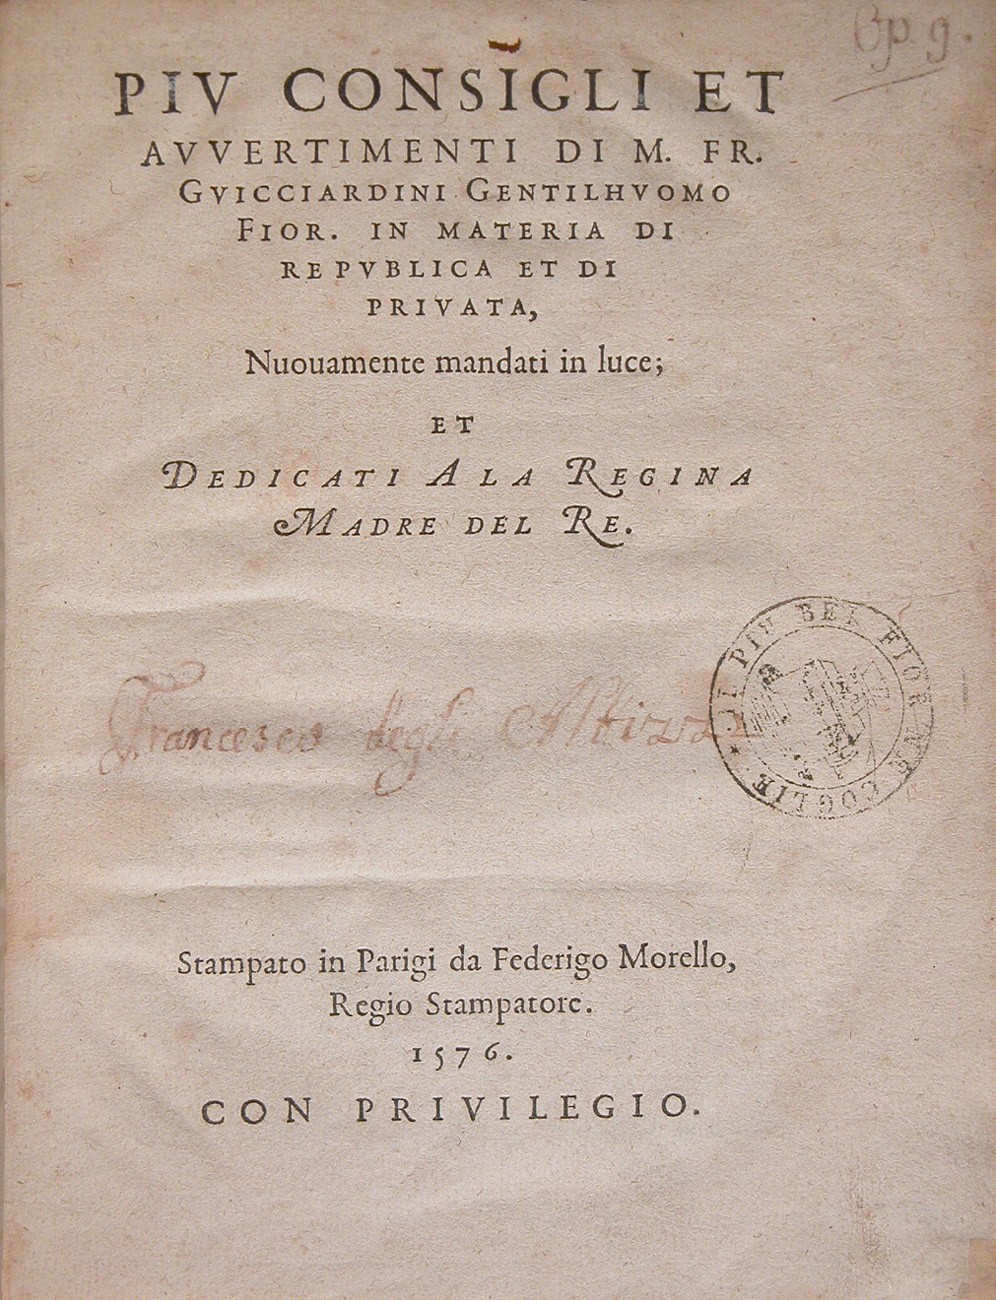 Op. 9.
PIV CONSIGLI ET
AVVERTIMENTI DI M. FR.
GVICCIARDINI GENTILHVOMO
FIOR. IN MATERIA DI
REPVBLICA ET DI
PRIVATA,
Nuouamente mandati in luce;
ET
DEDICATI A LA REGINA
MADRE DEL RE.
Francesco degli Albizzi
IL PIV BEL FIOR NE COGLIE
Stampato in Parigi da Federigo Morello,
Regio Stampatore.
1576.
CON PRIVILEGIO.